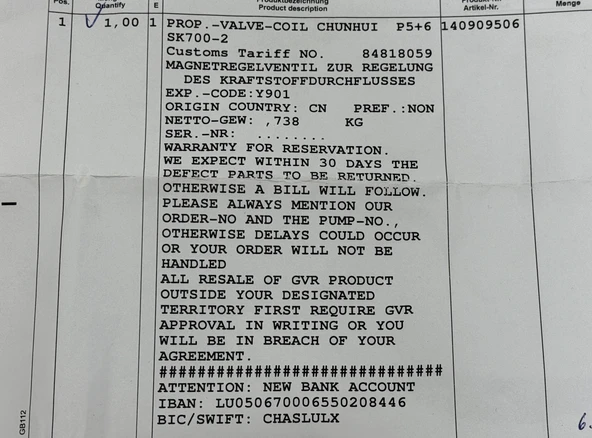 Pos. Quantify E Product description Artikel-Nr. Menge
1 1,00 1 PROP.-VALVE-COIL CHUNHUI P5+6 140909506
SK700-2
Customs Tariff NO. 84818059
MAGNETREGELVENTIL ZUR REGELUNG
DES KRAFTSTOFFDURCHFLUSSES
EXP.-CODE:Y901
ORIGIN COUNTRY: CN PREF.:NON
NETTO-GEW: ,738 KG
SER.-NR: ........
WARRANTY FOR RESERVATION.
WE EXPECT WITHIN 30 DAYS THE
DEFECT PARTS TO BE RETURNED.
OTHERWISE A BILL WILL FOLLOW.
PLEASE ALWAYS MENTION OUR
ORDER-NO AND THE PUMP-NO.,
OTHERWISE DELAYS COULD OCCUR
OR YOUR ORDER WILL NOT BE
HANDLED
ALL RESALE OF GVR PRODUCT
OUTSIDE YOUR DESIGNATED
TERRITORY FIRST REQUIRE GVR
APPROVAL IN WRITING OR YOU
WILL BE IN BREACH OF YOUR
AGREEMENT.
##############################
ATTENTION: NEW BANK ACCOUNT
IBAN: LU050670006550208446
BIC/SWIFT: CHASLULX
GB112
6.